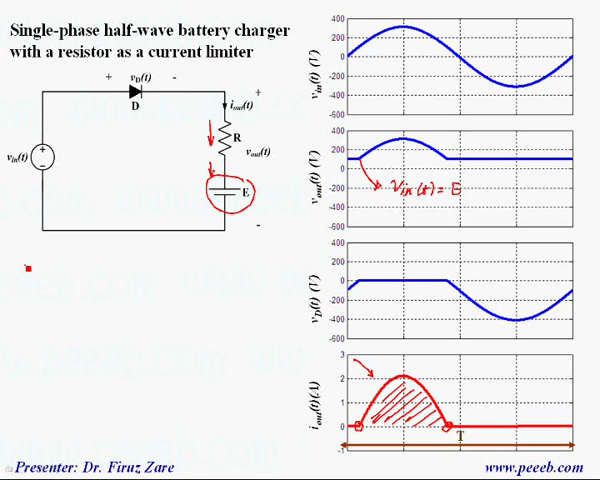 Single-phase half-wave battery charger
with a resistor as a current limiter
+ vD(t) -
D
+
iout(t)
R
vin(t)
+
−
vout(t)
E
-
vin(t) (V)
400
200
0
-200
-400
-600
vout(t) (V)
400
200
0
-200
-400
-600
Vin(t) = E
vD(t) (V)
400
200
0
-200
-400
-600
iout(t)(A)
3
2
1
0
-1
T
Presenter: Dr. Firuz Zare
www.peeeb.com